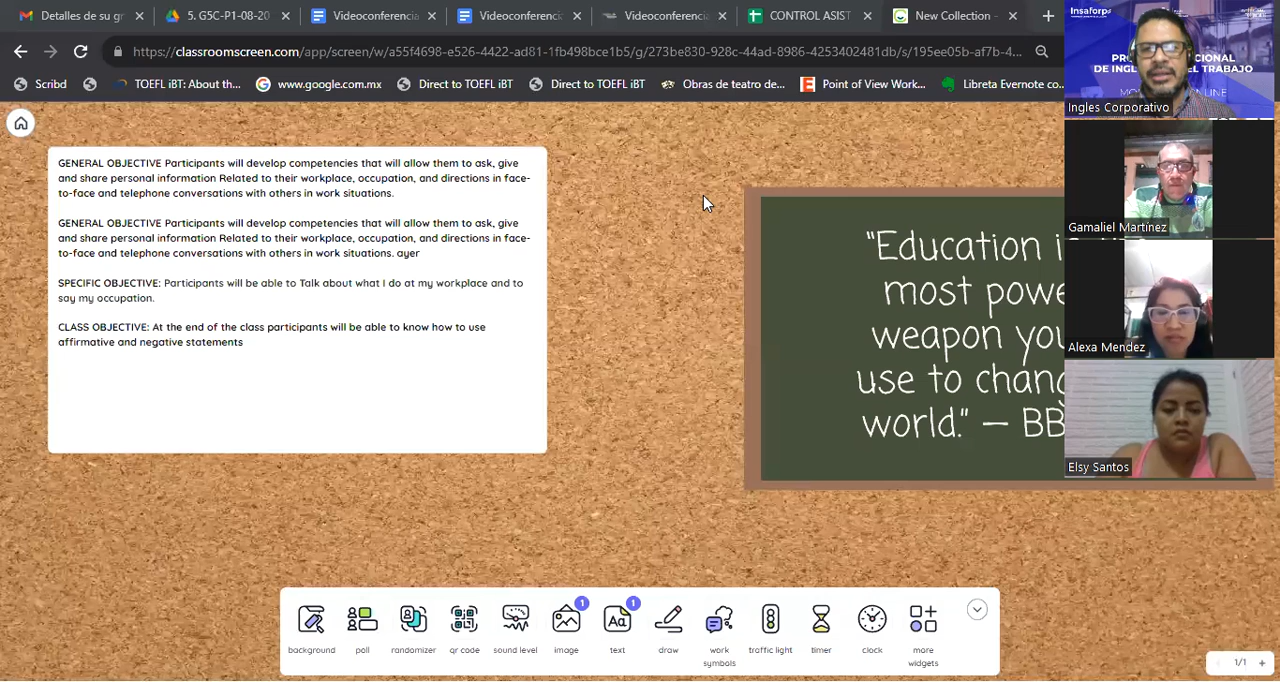 Detalles de su gr
5. G5C-P1-08-20
Videoconferencia
Videoconferencia
Videoconferencia
CONTROL ASIST
New Collection -
https://classroomscreen.com/app/screen/w/a55f4698-e526-4422-ad81-1fb498bce1b5/g/273be830-928c-44ad-8986-4253402481db/s/195ee05b-af7b-4...
Scribd
TOEFL iBT: About th...
www.google.com.mx
Direct to TOEFL iBT
Direct to TOEFL iBT
Obras de teatro de...
Point of View Work...
Libreta Evernote co...
GENERAL OBJECTIVE Participants will develop competencies that will allow them to ask, give
and share personal information Related to their workplace, occupation, and directions in face-
to-face and telephone conversations with others in work situations.
GENERAL OBJECTIVE Participants will develop competencies that will allow them to ask, give
and share personal information Related to their workplace, occupation, and directions in face-
to-face and telephone conversations with others in work situations. ayer
SPECIFIC OBJECTIVE: Participants will be able to Talk about what I do at my workplace and to
say my occupation.
CLASS OBJECTIVE: At the end of the class participants will be able to know how to use
affirmative and negative statements
"Education i
most powe
weapon you
use to chang
world." – BB
Insaforp
DE INGL
EL TRABAJO
Ingles Corporativo
Gamaliel Martinez
Alexa Mendez
Elsy Santos
background
poll
randomizer
qr code
sound level
image
1
text
1
draw
work
symbols
traffic light
timer
clock
more
widgets
1/1